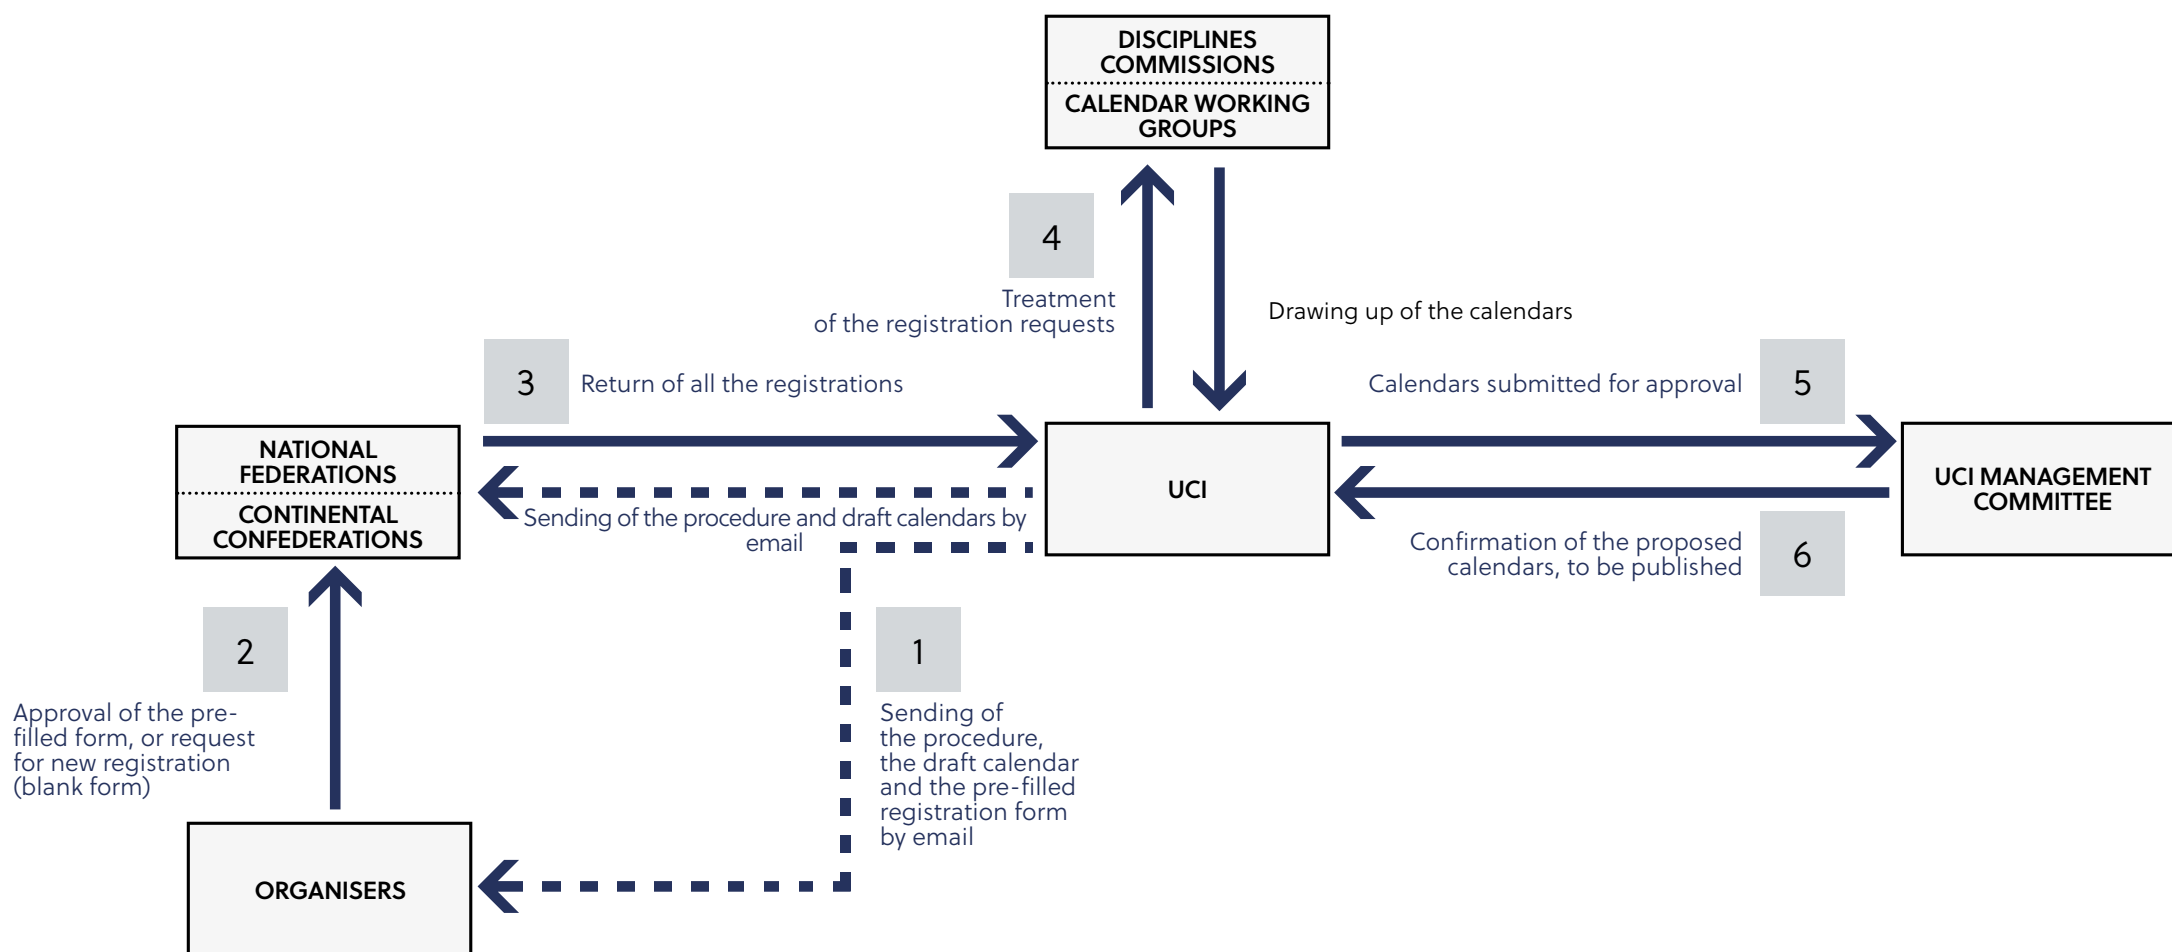 DISCIPLINES
COMMISSIONS
CALENDAR WORKING
GROUPS
4
Treatment
of the registration requests
Drawing up of the calendars
3
Return of all the registrations
Calendars submitted for approval
5
NATIONAL
FEDERATIONS
CONTINENTAL
CONFEDERATIONS
UCI
UCI MANAGEMENT
COMMITTEE
Sending of the procedure and draft calendars by
email
Confirmation of the proposed
calendars, to be published
6
2
Approval of the pre-
filled form, or request
for new registration
(blank form)
1
Sending of
the procedure,
the draft calendar
and the pre-filled
registration form
by email
ORGANISERS